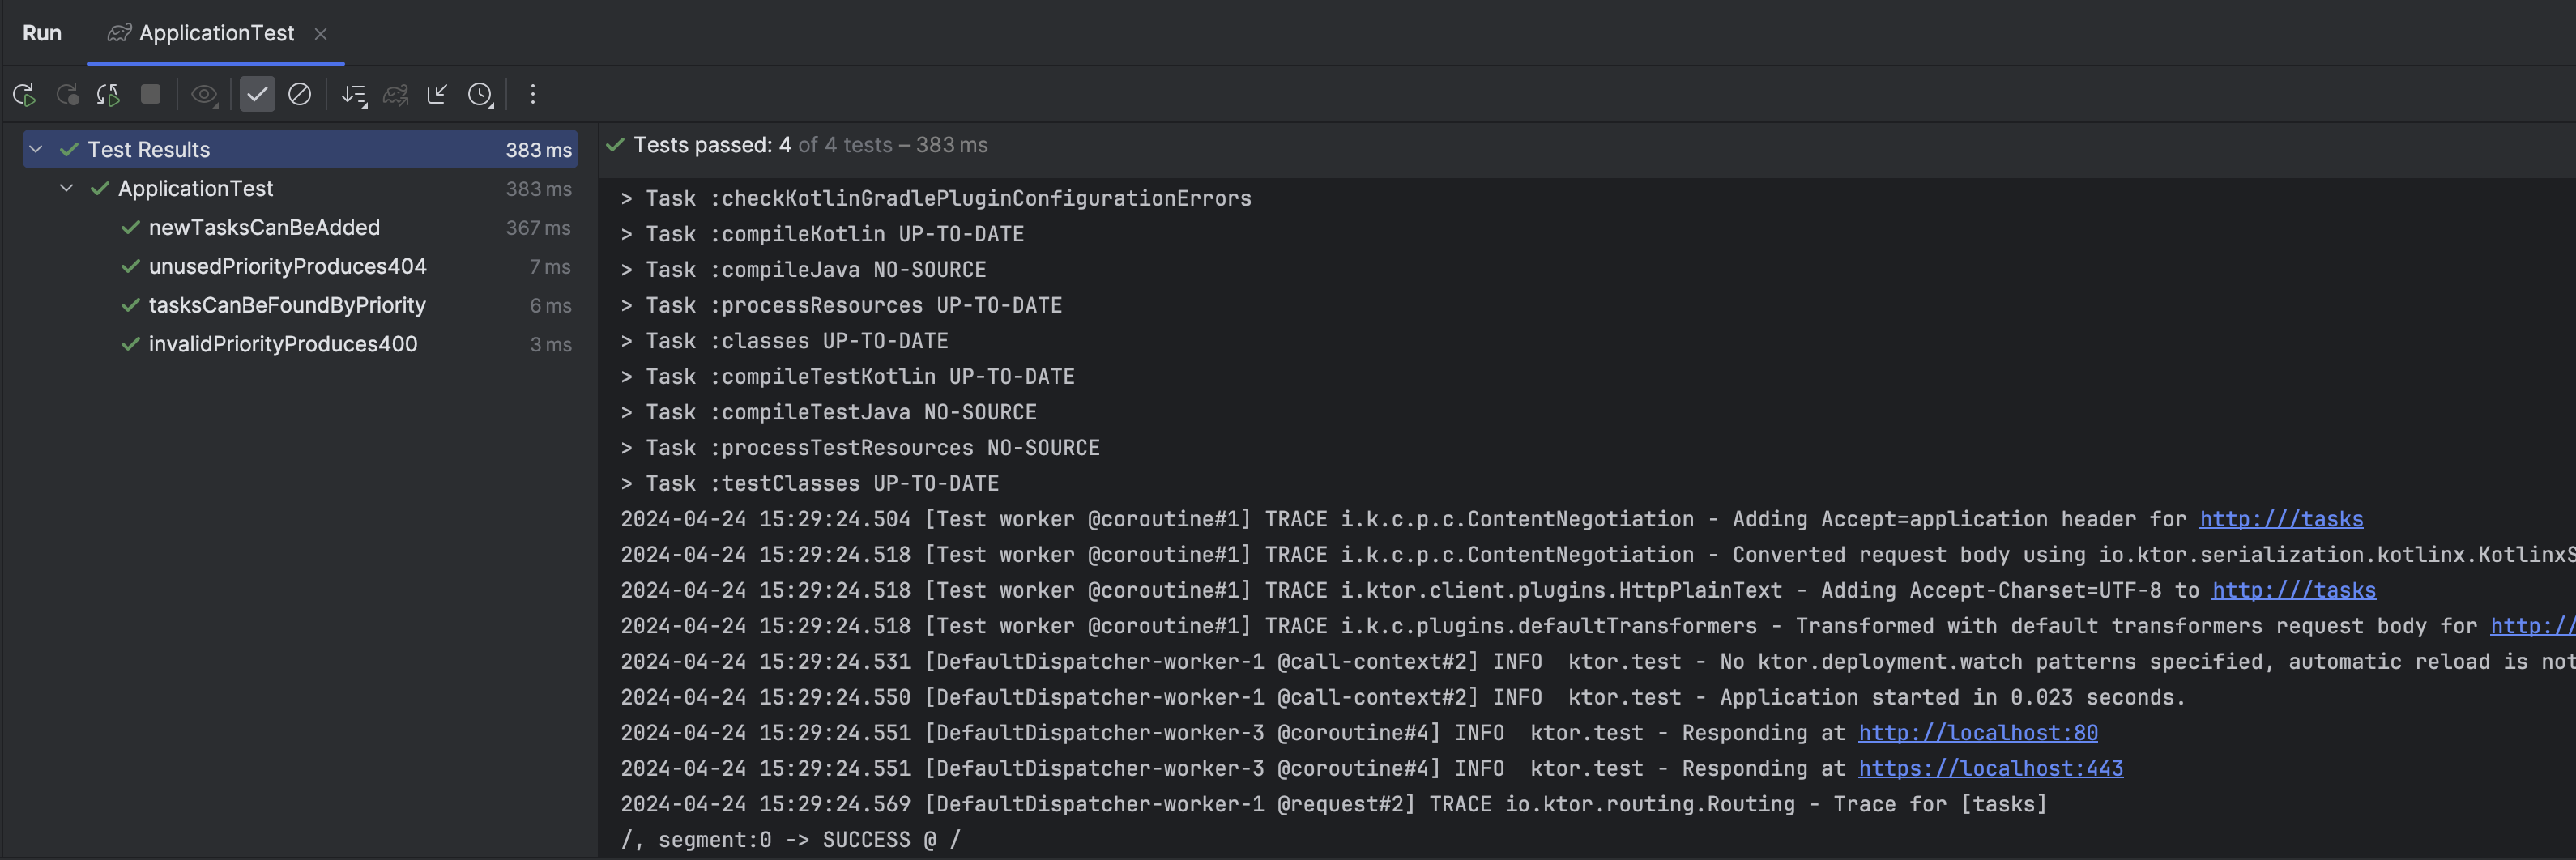 Run ApplicationTest
Test Results 383 ms
ApplicationTest 383 ms
newTasksCanBeAdded 367 ms
unusedPriorityProduces404 7 ms
tasksCanBeFoundByPriority 6 ms
invalidPriorityProduces400 3 ms
Tests passed: 4 of 4 tests – 383 ms
> Task :checkKotlinGradlePluginConfigurationErrors
> Task :compileKotlin UP-TO-DATE
> Task :compileJava NO-SOURCE
> Task :processResources UP-TO-DATE
> Task :classes UP-TO-DATE
> Task :compileTestKotlin UP-TO-DATE
> Task :compileTestJava NO-SOURCE
> Task :processTestResources NO-SOURCE
> Task :testClasses UP-TO-DATE
2024-04-24 15:29:24.504 [Test worker @coroutine#1] TRACE i.k.c.p.c.ContentNegotiation - Adding Accept=application header for http:///tasks
2024-04-24 15:29:24.518 [Test worker @coroutine#1] TRACE i.k.c.p.c.ContentNegotiation - Converted request body using io.ktor.serialization.kotlinx.KotlinxS
2024-04-24 15:29:24.518 [Test worker @coroutine#1] TRACE i.ktor.client.plugins.HttpPlainText - Adding Accept-Charset=UTF-8 to http:///tasks
2024-04-24 15:29:24.518 [Test worker @coroutine#1] TRACE i.k.c.plugins.defaultTransformers - Transformed with default transformers request body for http://
2024-04-24 15:29:24.531 [DefaultDispatcher-worker-1 @call-context#2] INFO  ktor.test - No ktor.deployment.watch patterns specified, automatic reload is not
2024-04-24 15:29:24.550 [DefaultDispatcher-worker-1 @call-context#2] INFO  ktor.test - Application started in 0.023 seconds.
2024-04-24 15:29:24.551 [DefaultDispatcher-worker-3 @coroutine#4] INFO  ktor.test - Responding at http://localhost:80
2024-04-24 15:29:24.551 [DefaultDispatcher-worker-3 @coroutine#4] INFO  ktor.test - Responding at https://localhost:443
2024-04-24 15:29:24.569 [DefaultDispatcher-worker-1 @request#2] TRACE io.ktor.routing.Routing - Trace for [tasks]
/, segment:0 -> SUCCESS @ /